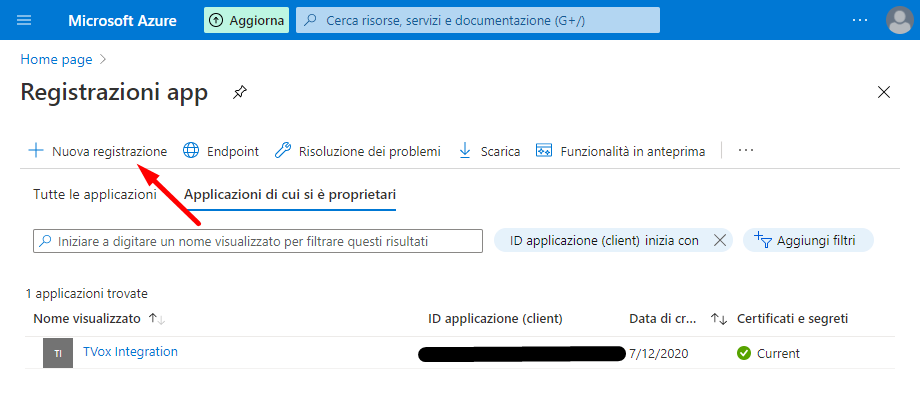 Microsoft Azure Aggiorna Cerca risorse, servizi e documentazione (G+/) ...
Home page >
Registrazioni app
+ Nuova registrazione Endpoint Risoluzione dei problemi Scarica Funzionalità in anteprima ...
Tutte le applicazioni Applicazioni di cui si è proprietari
Iniziare a digitare un nome visualizzato per filtrare questi risultati ID applicazione (client) inizia con Aggiungi filtri
1 applicazioni trovate
Nome visualizzato ID applicazione (client) Data di cr... Certificati e segreti
TI TVox Integration 7/12/2020 Current